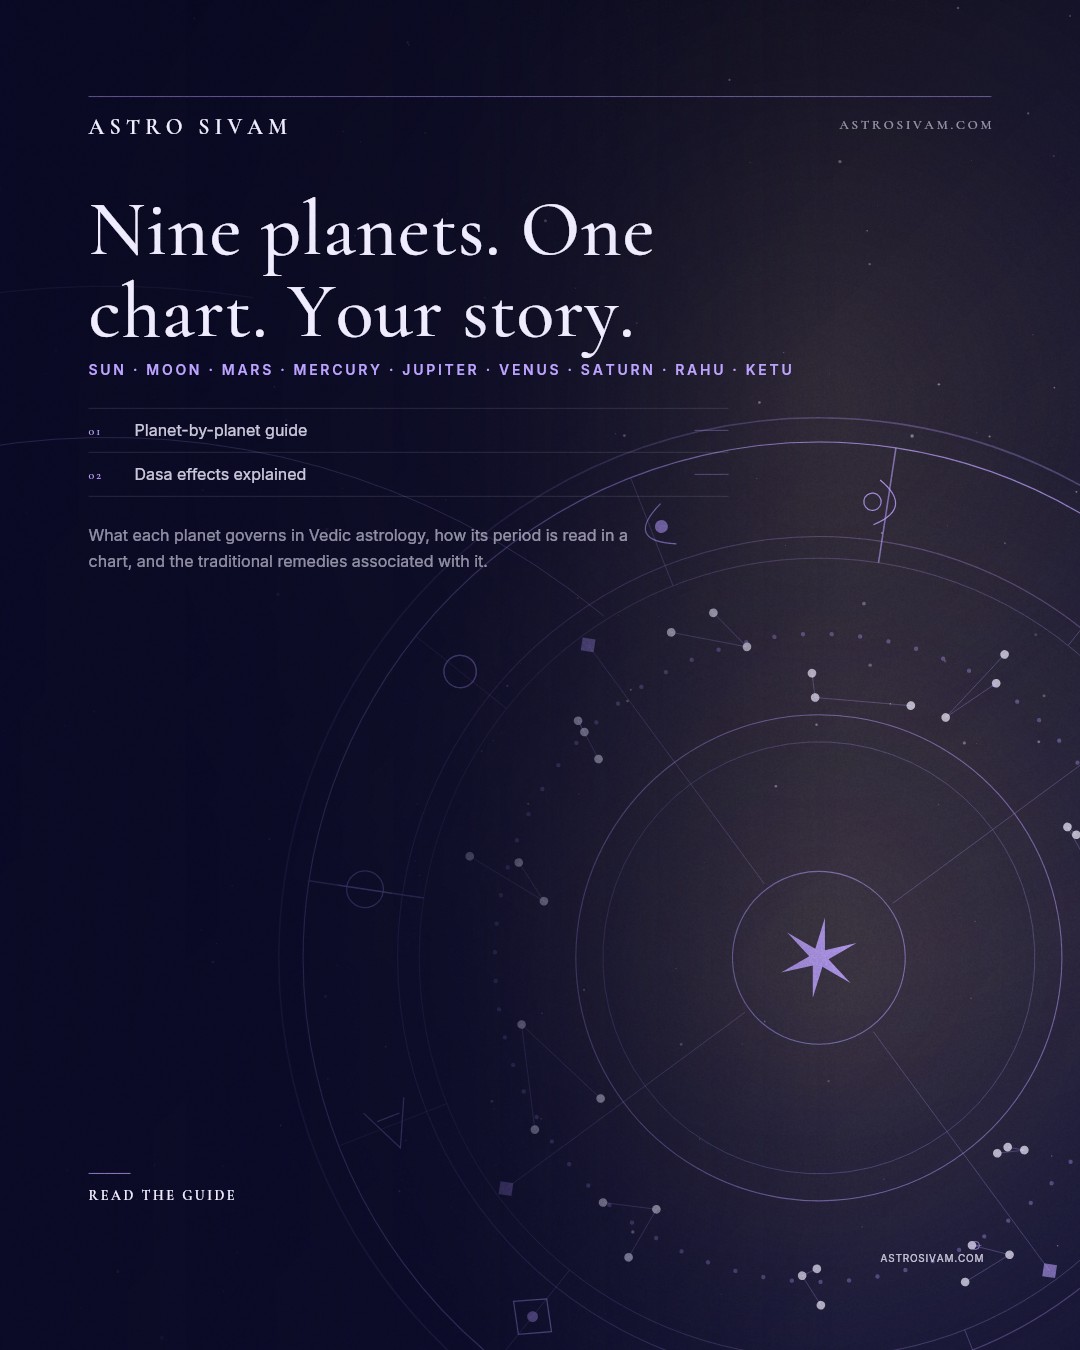 ASTRO SIVAM
ASTROSIVAM.COM
Nine planets. One
chart. Your story.
SUN · MOON · MARS · MERCURY · JUPITER · VENUS · SATURN · RAHU · KETU
01 Planet-by-planet guide
02 Dasa effects explained
What each planet governs in Vedic astrology, how its period is read in a
chart, and the traditional remedies associated with it.
READ THE GUIDE
ASTROSIVAM.COM